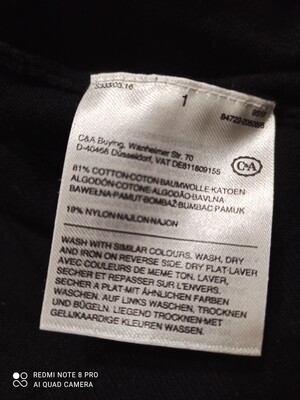 1
C&A Buying, Wanheimer Str. 70
D-40468 Düsseldorf, VAT DE811809155
C&A
81% COTTON-COTON-BAUMWOLLE-KATOEN-
ALGODÓN-COTONE-ALGODÃO-BAVLNA
BAWEŁNA-PAMUT-BOMBAŽ-BUMBAC-PAMUK
19% NYLON-NAJLON-NAJON
WASH WITH SIMILAR COLOURS. WASH, DRY
AND IRON ON REVERSE SIDE. DRY FLAT-LAVER
AVEC COULEURS DE MEME TON. LAVER,
SECHER ET REPASSER SUR L'ENVERS.
SECHER A PLAT-MIT ÄHNLICHEN FARBEN
WASCHEN. AUF LINKS WASCHEN, TROCKNEN
UND BÜGELN. LIEGEND TROCKNEN-MET
GELIJKAARDIGE KLEUREN WASSEN.
REDMI NOTE 8 PRO
AI QUAD CAMERA